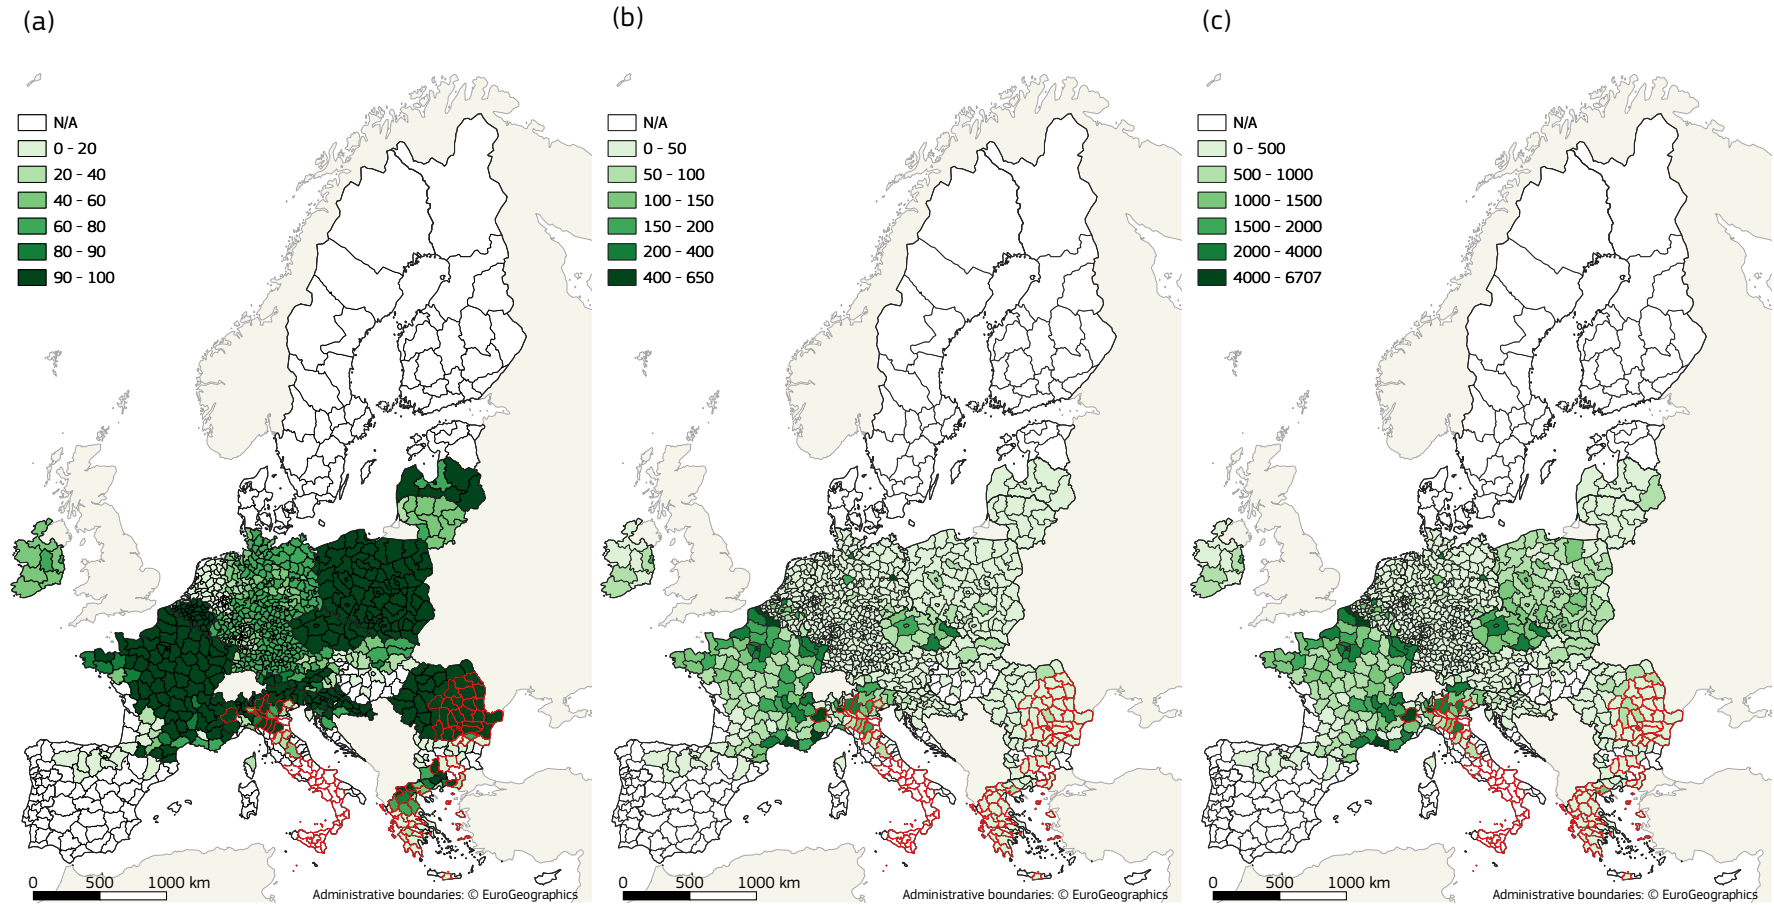 (a)
N/A
0 - 20
20 - 40
40 - 60
60 - 80
80 - 90
90 - 100
0 500 1000 km
Administrative boundaries: © EuroGeographics
(b)
N/A
0 - 50
50 - 100
100 - 150
150 - 200
200 - 400
400 - 650
0 500 1000 km
Administrative boundaries: © EuroGeographics
(c)
N/A
0 - 500
500 - 1000
1000 - 1500
1500 - 2000
2000 - 4000
4000 - 6707
0 500 1000 km
Administrative boundaries: © EuroGeographics